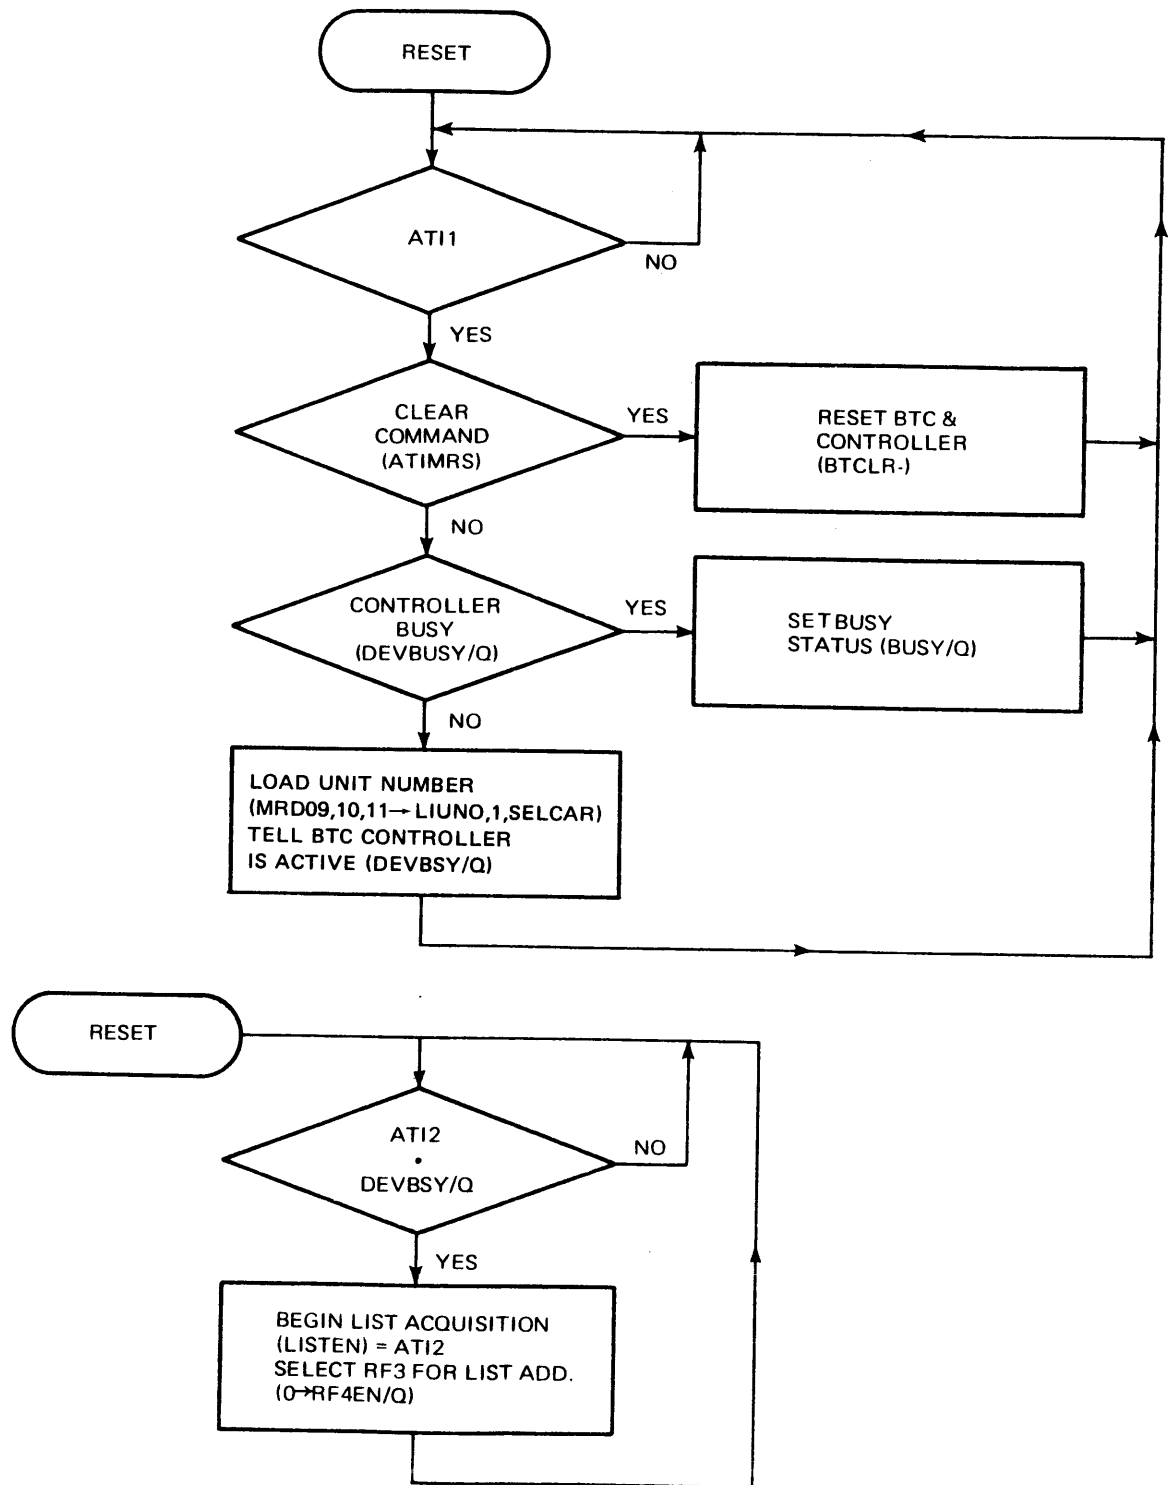 RESET
ATI1
NO
YES
CLEAR
COMMAND
(ATIMRS)
YES
RESET BTC &
CONTROLLER
(BTCLR-)
NO
CONTROLLER
BUSY
(DEVBUSY/Q)
YES
SET BUSY
STATUS (BUSY/Q)
NO
LOAD UNIT NUMBER
(MRD09,10,11→ LIUNO,1,SELCAR)
TELL BTC CONTROLLER
IS ACTIVE (DEVBSY/Q)
RESET
ATI2
•
DEVBSY/Q
NO
YES
BEGIN LIST ACQUISITION
(LISTEN) = ATI2
SELECT RF3 FOR LIST ADD.
(0→RF4EN/Q)